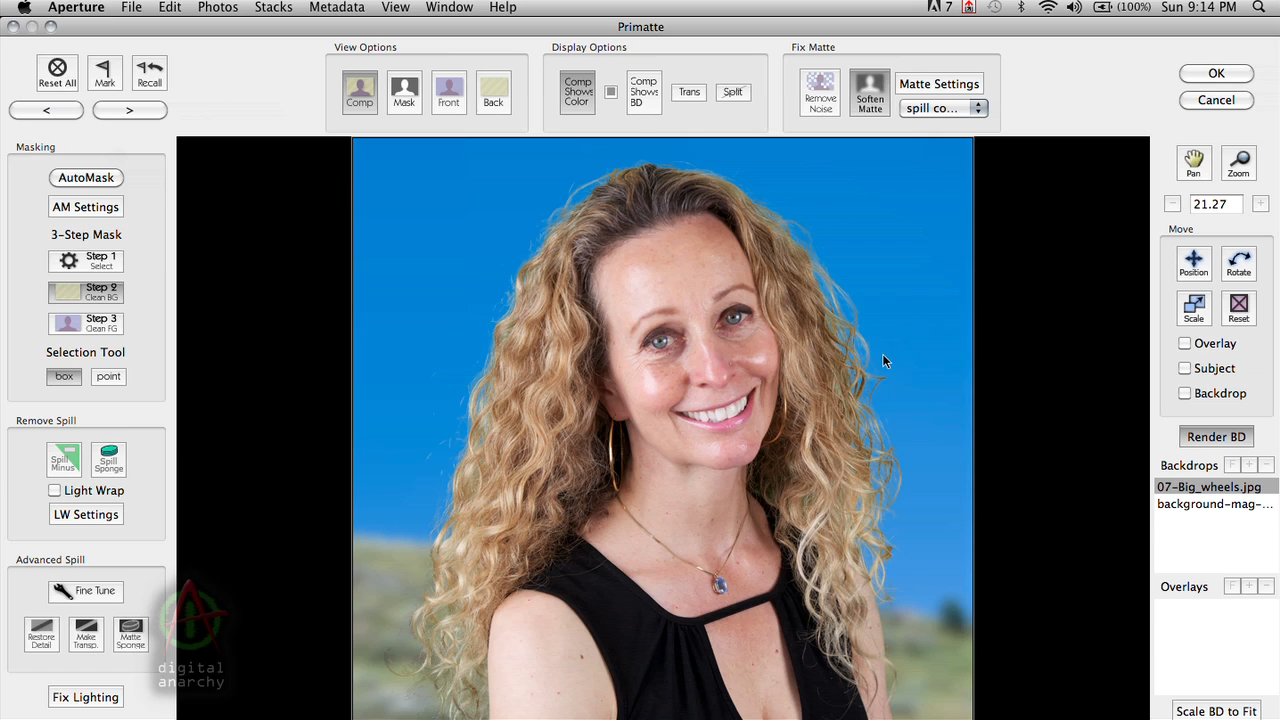 Aperture File Edit Photos Stacks Metadata View Window Help 7 (100%) Sun 9:14 PM
Primatte
View Options Display Options Fix Matte
Reset All Mark Recall
< >
Comp Mask Front Back
Comp Shows Color
Comp Shows BD
Trans Split
Remove Noise
Soften Matte
Matte Settings
spill co...
OK
Cancel
Masking
AutoMask
AM Settings
3-Step Mask
Step 1
Select
Step 2
Clean BG
Step 3
Clean FG
Selection Tool
box point
Remove Spill
Spill Minus
Spill Sponge
Light Wrap
LW Settings
Advanced Spill
Fine Tune
Restore Detail
Make Transp.
Matte Sponge
Fix Lighting
digital
anarchy
Pan Zoom
− 21.27 +
Move
Position Rotate
Scale Reset
Overlay
Subject
Backdrop
Render BD
Backdrops F + −
07-Big_wheels.jpg
background-mag-...
Overlays F + −
Scale BD to Fit